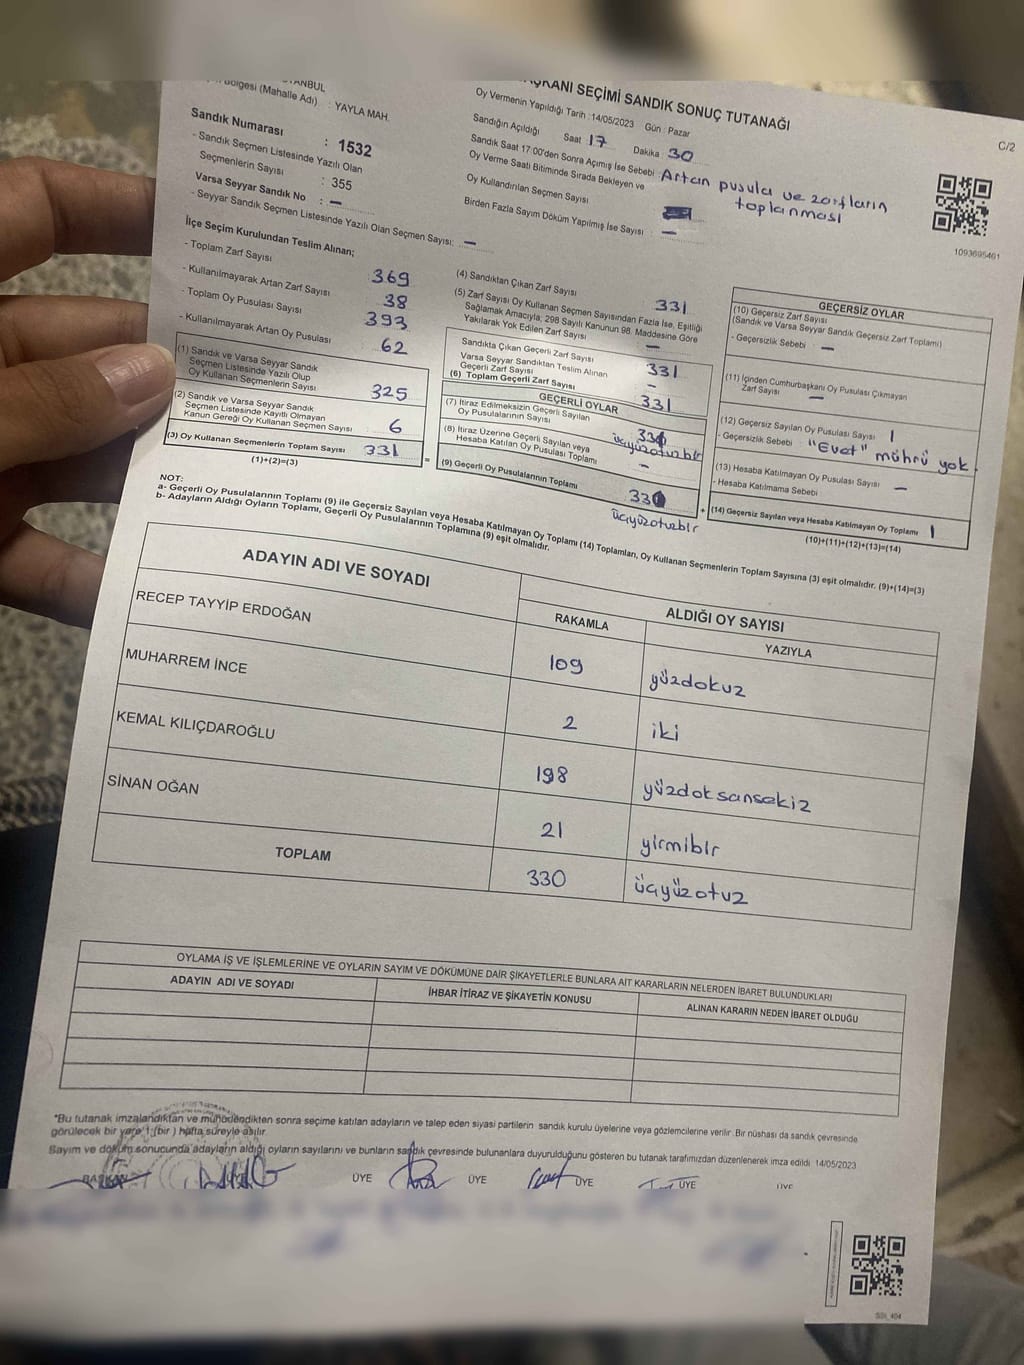 KANI SEÇİMİ SANDIK SONUÇ TUTANAĞI
C/2
Bölgesi (Mahalle Adı) : YAYLA MAH.
Sandık Numarası : 1532
- Sandık Seçmen Listesinde Yazılı Olan
Seçmenlerin Sayısı : 355
Varsa Seyyar Sandık No : -
- Seyyar Sandık Seçmen Listesinde Yazılı Olan Seçmen Sayısı: -
Oy Vermenin Yapıldığı Tarih : 14/05/2023 Gün : Pazar
Sandığın Açıldığı Saat 17 Dakika 30
Sandık Saat 17:00'den Sonra Açımış İse Sebebi Artan pusula ve zarfların
toplanması
Oy Verme Saati Bitiminde Sırada Bekleyen ve
Oy Kullandırılan Seçmen Sayısı
Birden Fazla Sayım Döküm Yapılmış İse Sayısı -
1093695461
İlçe Seçim Kurulundan Teslim Alınan;
- Toplam Zarf Sayısı 369
- Kullanılmayarak Artan Zarf Sayısı 38
- Toplam Oy Pusulası Sayısı 393
- Kullanılmayarak Artan Oy Pusulası 62
(1) Sandık ve Varsa Seyyar Sandık
Seçmen Listesinde Yazılı Olup
Oy Kullanan Seçmenlerin Sayısı 325
(2) Sandık ve Varsa Seyyar Sandık
Seçmen Listesinde Kayıtlı Olmayan
Kanun Gereği Oy Kullanan Seçmen Sayısı 6
(3) Oy Kullanan Seçmenlerin Toplam Sayısı 331
(1)+(2)=(3)
=
(4) Sandıktan Çıkan Zarf Sayısı 331
(5) Zarf Sayısı Oy Kullanan Seçmen Sayısından Fazla İse, Eşitliği
Sağlamak Amacıyla; 298 Sayılı Kanunun 98. Maddesine Göre
Yakılarak Yok Edilen Zarf Sayısı -
Sandıkta Çıkan Geçerli Zarf Sayısı 331
Varsa Seyyar Sandıktan Teslim Alınan
Geçerli Zarf Sayısı -
(6) Toplam Geçerli Zarf Sayısı 331
GEÇERLİ OYLAR
(7) İtiraz Edilmeksizin Geçerli Sayılan
Oy Pusulalarının Sayısı üçyüzotuzbir
(8) İtiraz Üzerine Geçerli Sayılan veya
Hesaba Katılan Oy Pusulası Toplamı -
(9) Geçerli Oy Pusulalarının Toplamı
üçyüzotuzbir
+
GEÇERSİZ OYLAR
(10) Geçersiz Zarf Sayısı
(Sandık ve Varsa Seyyar Sandık Geçersiz Zarf Toplamı)
- Geçersizlik Sebebi : -
(11) İçinden Cumhurbaşkanı Oy Pusulası Çıkmayan
Zarf Sayısı -
(12) Geçersiz Sayılan Oy Pusulası Sayısı 1
- Geçersizlik Sebebi "Evet" mührü yok.
(13) Hesaba Katılmayan Oy Pusulası Sayısı -
- Hesaba Katılmama Sebebi
(14) Geçersiz Sayılan veya Hesaba Katılmayan Oy Toplamı 1
(10)+(11)+(12)+(13)=(14)
NOT:
a- Geçerli Oy Pusulalarının Toplamı (9) ile Geçersiz Sayılan veya Hesaba Katılmayan Oy Toplamı (14) Toplamları, Oy Kullanan Seçmenlerin Toplam Sayısına (3) eşit olmalıdır. (9)+(14)=(3)
b- Adayların Aldığı Oyların Toplamı, Geçerli Oy Pusulalarının Toplamına (9) eşit olmalıdır.
ADAYIN ADI VE SOYADI
ALDIĞI OY SAYISI
RAKAMLA YAZIYLA
RECEP TAYYİP ERDOĞAN 109 yüzdokuz
MUHARREM İNCE 2 iki
KEMAL KILIÇDAROĞLU 198 yüzdoksansekiz
SİNAN OĞAN 21 yirmibir
TOPLAM 330 üçyüzotuz
OYLAMA İŞ VE İŞLEMLERİNE VE OYLARIN SAYIM VE DÖKÜMÜNE DAİR ŞİKAYETLERLE BUNLARA AİT KARARLARIN NELERDEN İBARET BULUNDUKLARI
ADAYIN ADI VE SOYADI İHBAR İTİRAZ VE ŞİKAYETİN KONUSU ALINAN KARARIN NEDEN İBARET OLDUĞU
*Bu tutanak imzalandıktan ve mühürlendikten sonra seçime katılan adayların ve talep eden siyasi partilerin sandık kurulu üyelerine veya gözlemcilerine verilir. Bir nüshası da sandık çevresinde
görülecek bir yere 1 (bir ) hafta süreyle asılır.
Sayım ve döküm sonucunda adayların aldığı oyların sayılarını ve bunların sandık çevresinde bulunanlara duyurulduğunu gösteren bu tutanak tarafımızdan düzenlenerek imza edildi 14/05/2023
BAŞKAN ÜYE ÜYE ÜYE ÜYE ÜYE